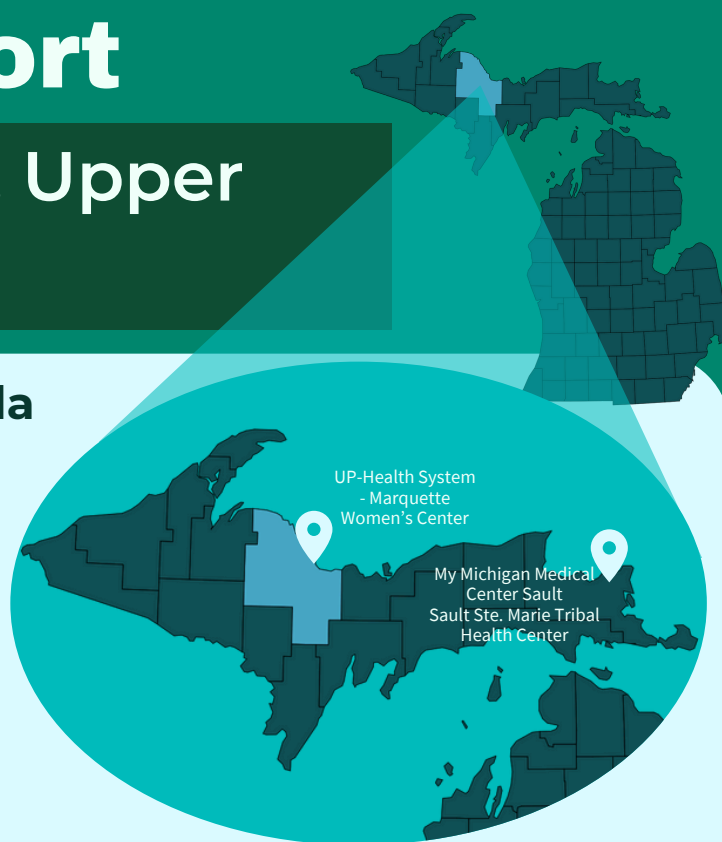 ort
. Upper
la
UP-Health System
- Marquette
Women's Center
My Michigan Medical
Center Sault
Sault Ste. Marie Tribal
Health Center